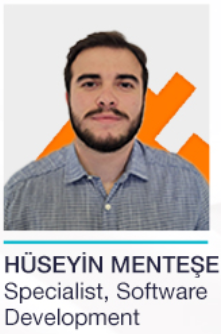 HÜSEYİN MENTEŞE
Specialist, Software
Development